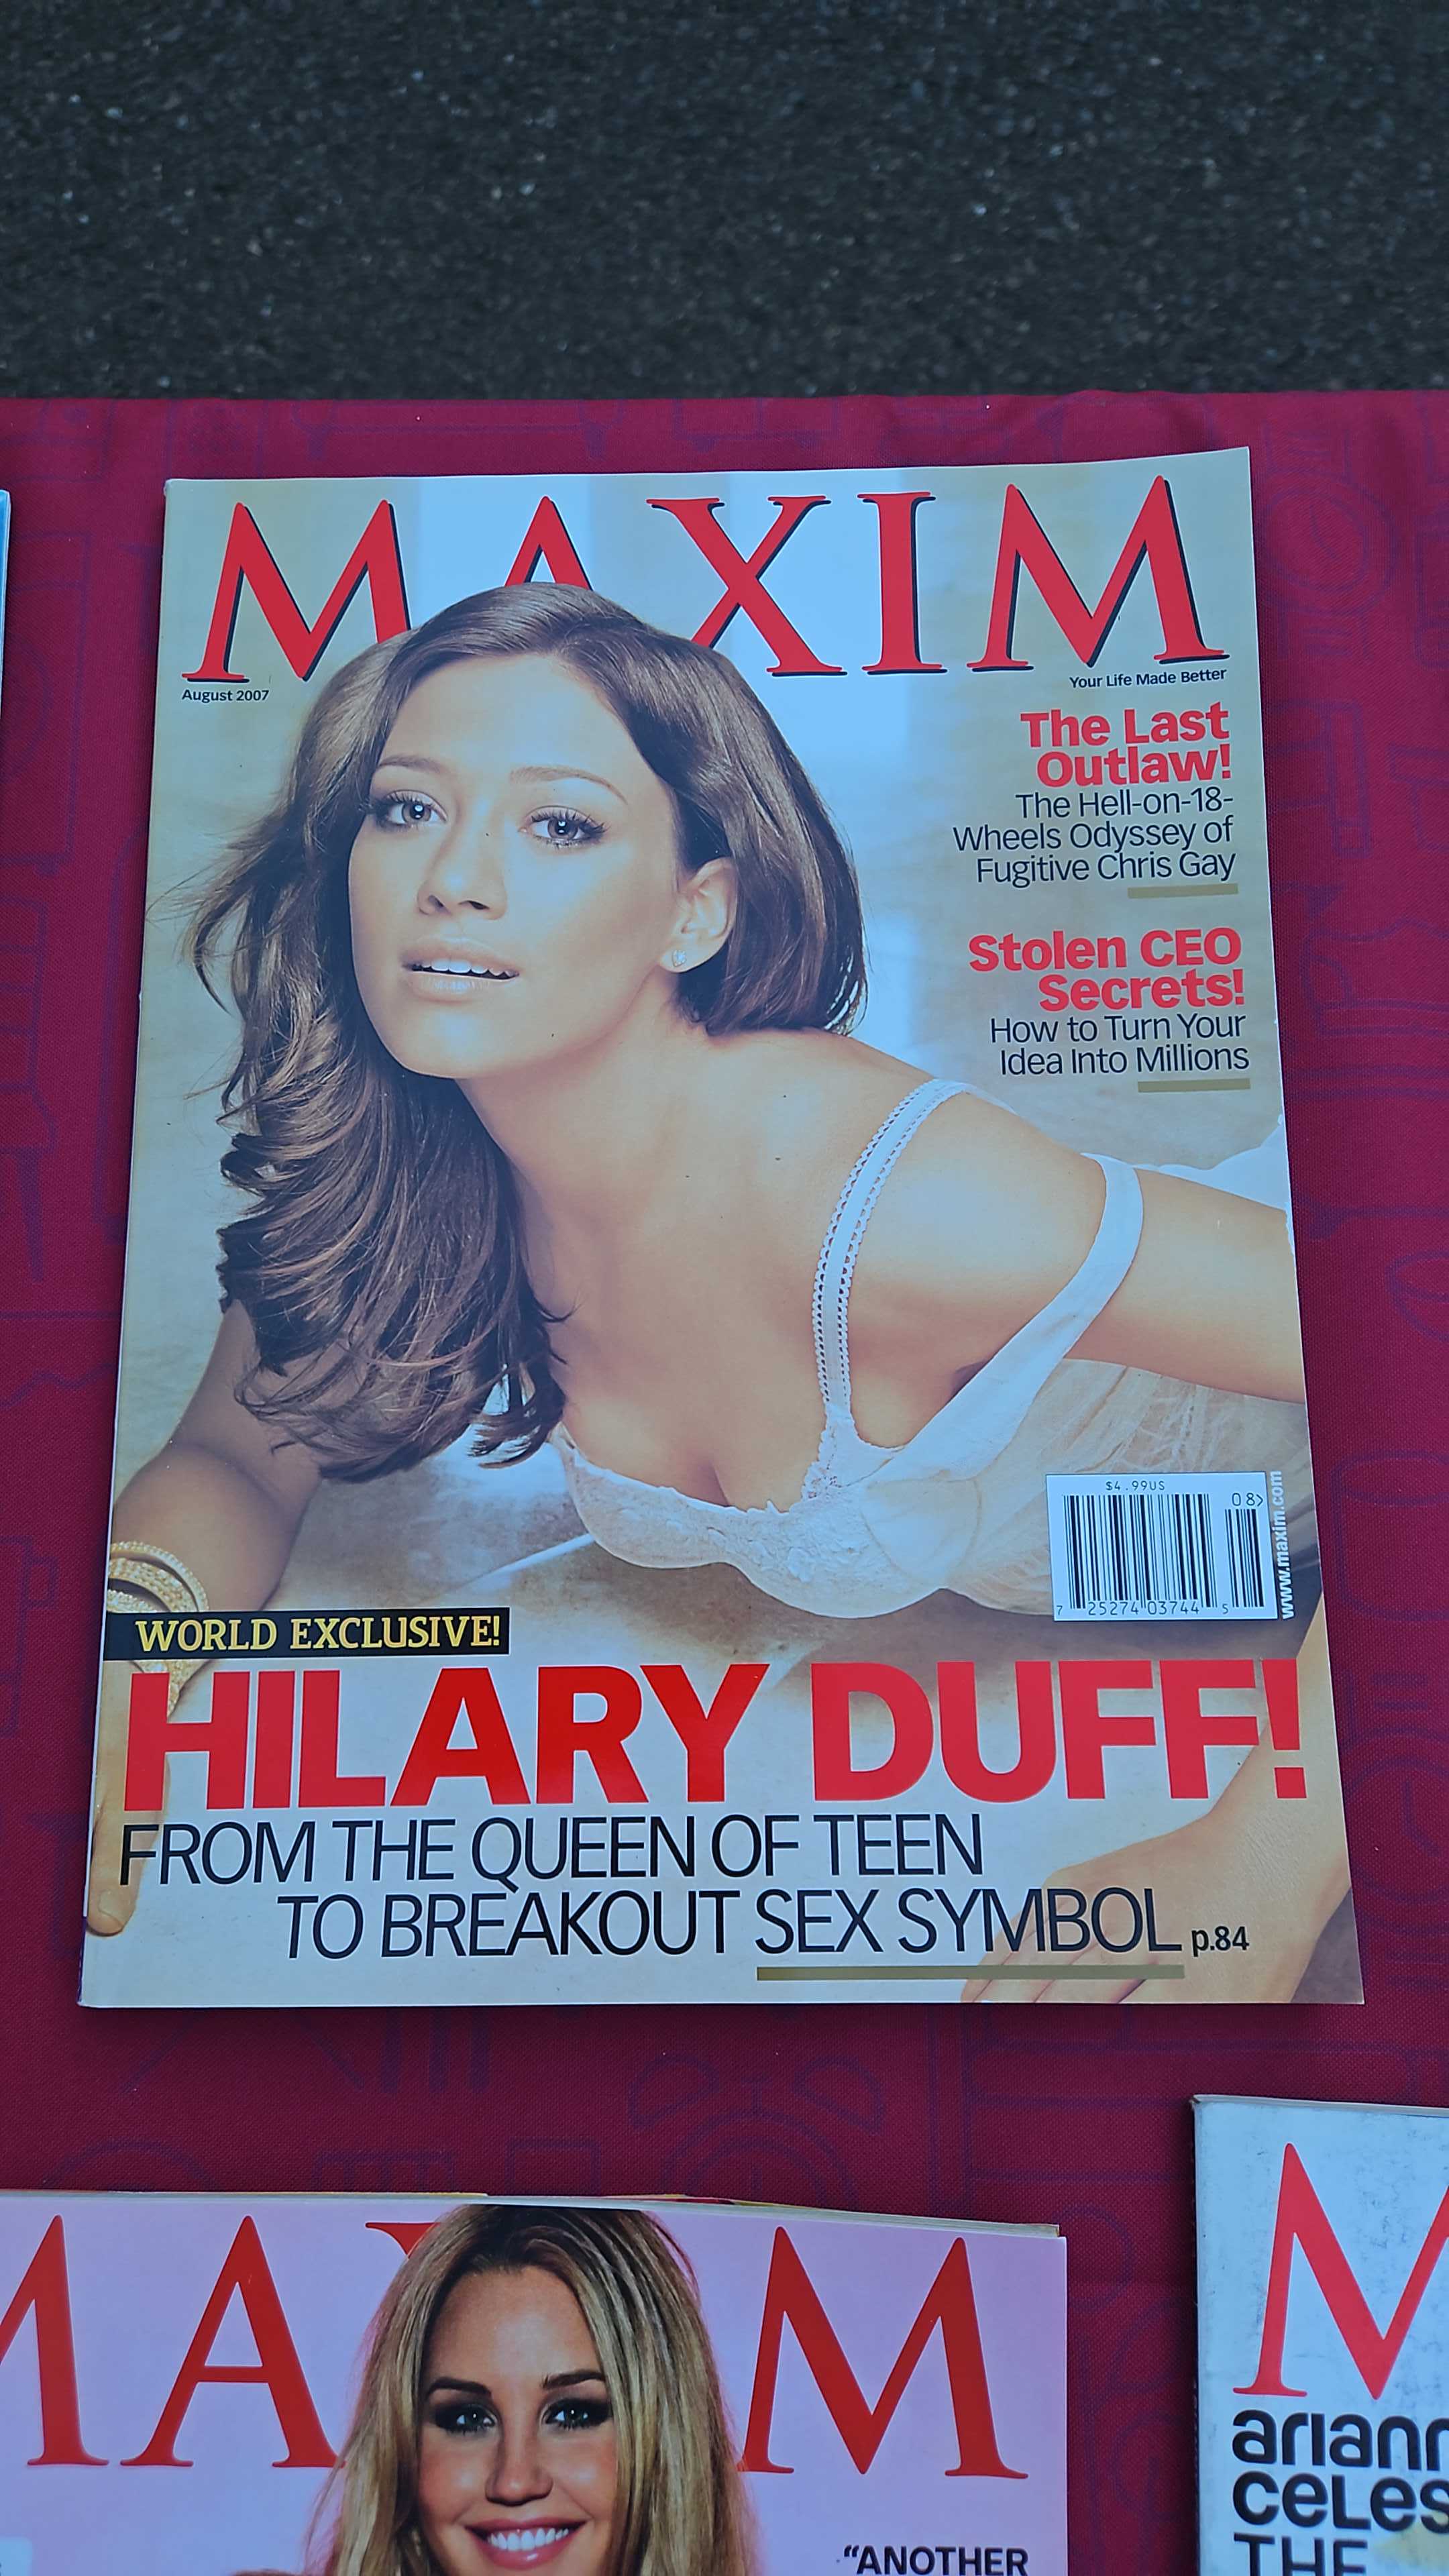 MAXIM
August 2007
Your Life Made Better
The Last
Outlaw!
The Hell-on-18-
Wheels Odyssey of
Fugitive Chris Gay
Stolen CEO
Secrets!
How to Turn Your
Idea Into Millions
$4.99US
08>
7 25274 03744 5
www.maxim.com
WORLD EXCLUSIVE!
HILARY DUFF!
FROM THE QUEEN OF TEEN
TO BREAKOUT SEX SYMBOL p.84
MAXIM
"ANOTHER
M
ariann
celes
THE